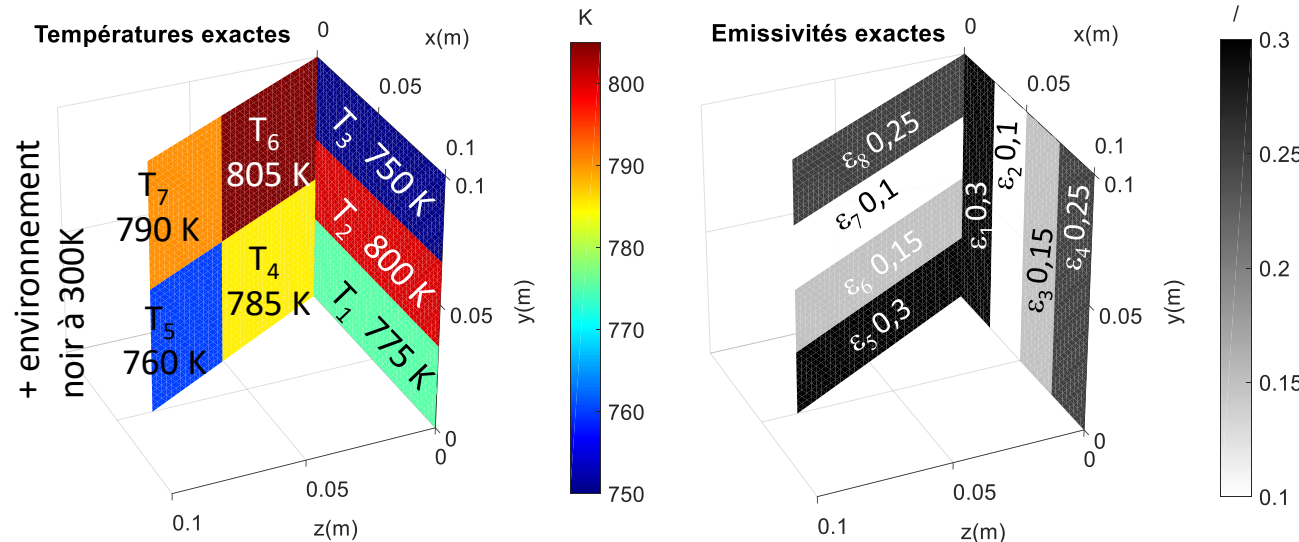 Températures exactes
0
x(m)
0.05
0.1
0.1
K
800
790
780
770
760
750
+ environnement
noir à 300K
T7
790 K
T6
805 K
T5
760 K
T4
785 K
T3 750 K
T2 800 K
T1 775 K
0.05
y(m)
0
0
0.05
0.1
z(m)
Emissivités exactes
0
x(m)
0.05
0.1
0.1
/
0.3
0.25
0.2
0.15
0.1
ε8 0,25
ε7 0,1
ε6 0,15
ε5 0,3
ε1 0,3
ε2 0,1
ε3 0,15
ε4 0,25
0.05
y(m)
0
0
0.05
0.1
z(m)